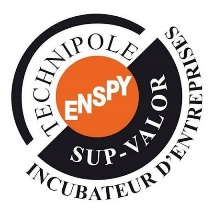 TECHNIPOLE
ENSPY
SUP-VALOR
INCUBATEUR D'ENTREPRISES